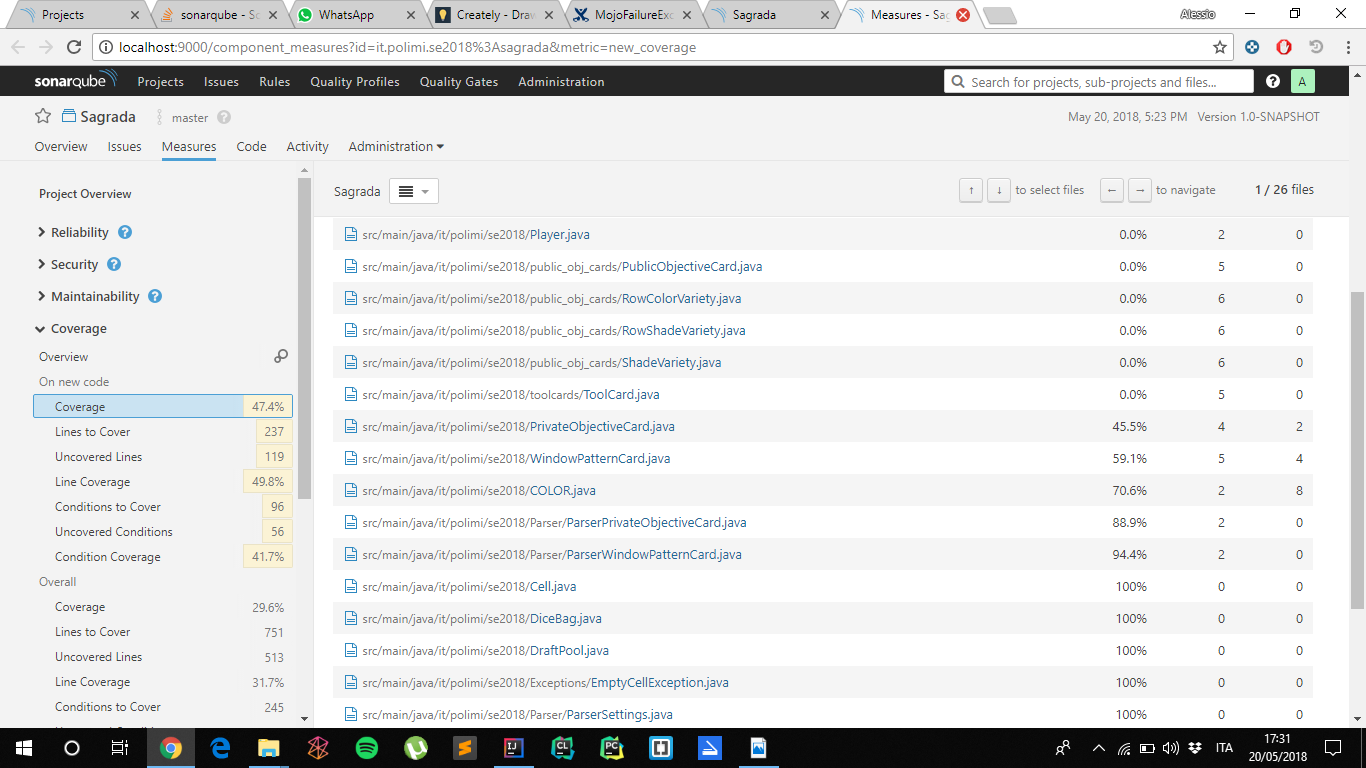 Projects sonarqube - So WhatsApp Creately - Draw MojoFailureExc Sagrada Measures - Sag Alessio
localhost:9000/component_measures?id=it.polimi.se2018%3Asagrada&metric=new_coverage
sonarqube Projects Issues Rules Quality Profiles Quality Gates Administration Search for projects, sub-projects and files... ? A
Sagrada master ? May 20, 2018, 5:23 PM Version 1.0-SNAPSHOT
Overview Issues Measures Code Activity Administration
Project Overview
Reliability ?
Security ?
Maintainability ?
Coverage
Overview
On new code
Coverage 47.4%
Lines to Cover 237
Uncovered Lines 119
Line Coverage 49.8%
Conditions to Cover 96
Uncovered Conditions 56
Condition Coverage 41.7%
Overall
Coverage 29.6%
Lines to Cover 751
Uncovered Lines 513
Line Coverage 31.7%
Conditions to Cover 245
Sagrada ↑ ↓ to select files ← → to navigate 1 / 26 files
src/main/java/it/polimi/se2018/Player.java 0.0% 2 0
src/main/java/it/polimi/se2018/public_obj_cards/PublicObjectiveCard.java 0.0% 5 0
src/main/java/it/polimi/se2018/public_obj_cards/RowColorVariety.java 0.0% 6 0
src/main/java/it/polimi/se2018/public_obj_cards/RowShadeVariety.java 0.0% 6 0
src/main/java/it/polimi/se2018/public_obj_cards/ShadeVariety.java 0.0% 6 0
src/main/java/it/polimi/se2018/toolcards/ToolCard.java 0.0% 5 0
src/main/java/it/polimi/se2018/PrivateObjectiveCard.java 45.5% 4 2
src/main/java/it/polimi/se2018/WindowPatternCard.java 59.1% 5 4
src/main/java/it/polimi/se2018/COLOR.java 70.6% 2 8
src/main/java/it/polimi/se2018/Parser/ParserPrivateObjectiveCard.java 88.9% 2 0
src/main/java/it/polimi/se2018/Parser/ParserWindowPatternCard.java 94.4% 2 0
src/main/java/it/polimi/se2018/Cell.java 100% 0 0
src/main/java/it/polimi/se2018/DiceBag.java 100% 0 0
src/main/java/it/polimi/se2018/DraftPool.java 100% 0 0
src/main/java/it/polimi/se2018/Exceptions/EmptyCellException.java 100% 0 0
src/main/java/it/polimi/se2018/Parser/ParserSettings.java 100% 0 0
IJ CL PC ITA 17:31
20/05/2018